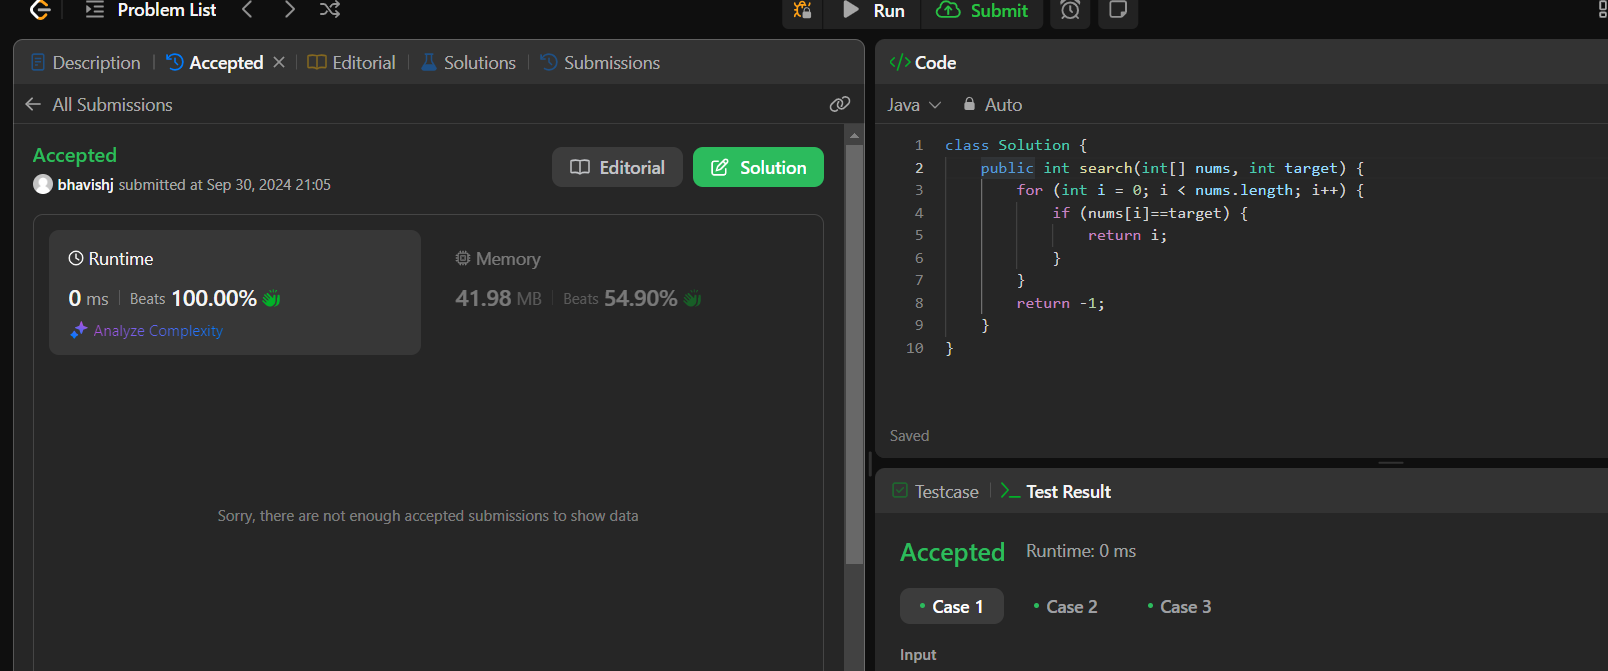 Problem List
Run
Submit
Description
Accepted
Editorial
Solutions
Submissions
All Submissions
Accepted
bhavishj submitted at Sep 30, 2024 21:05
Editorial
Solution
Runtime
0 ms
Beats 100.00%
Analyze Complexity
Memory
41.98 MB
Beats 54.90%
Sorry, there are not enough accepted submissions to show data
</> Code
Java
Auto
1 class Solution {
2 public int search(int[] nums, int target) {
3 for (int i = 0; i < nums.length; i++) {
4 if (nums[i]==target) {
5 return i;
6 }
7 }
8 return -1;
9 }
10 }
Saved
Testcase
>_ Test Result
Accepted
Runtime: 0 ms
• Case 1
• Case 2
• Case 3
Input